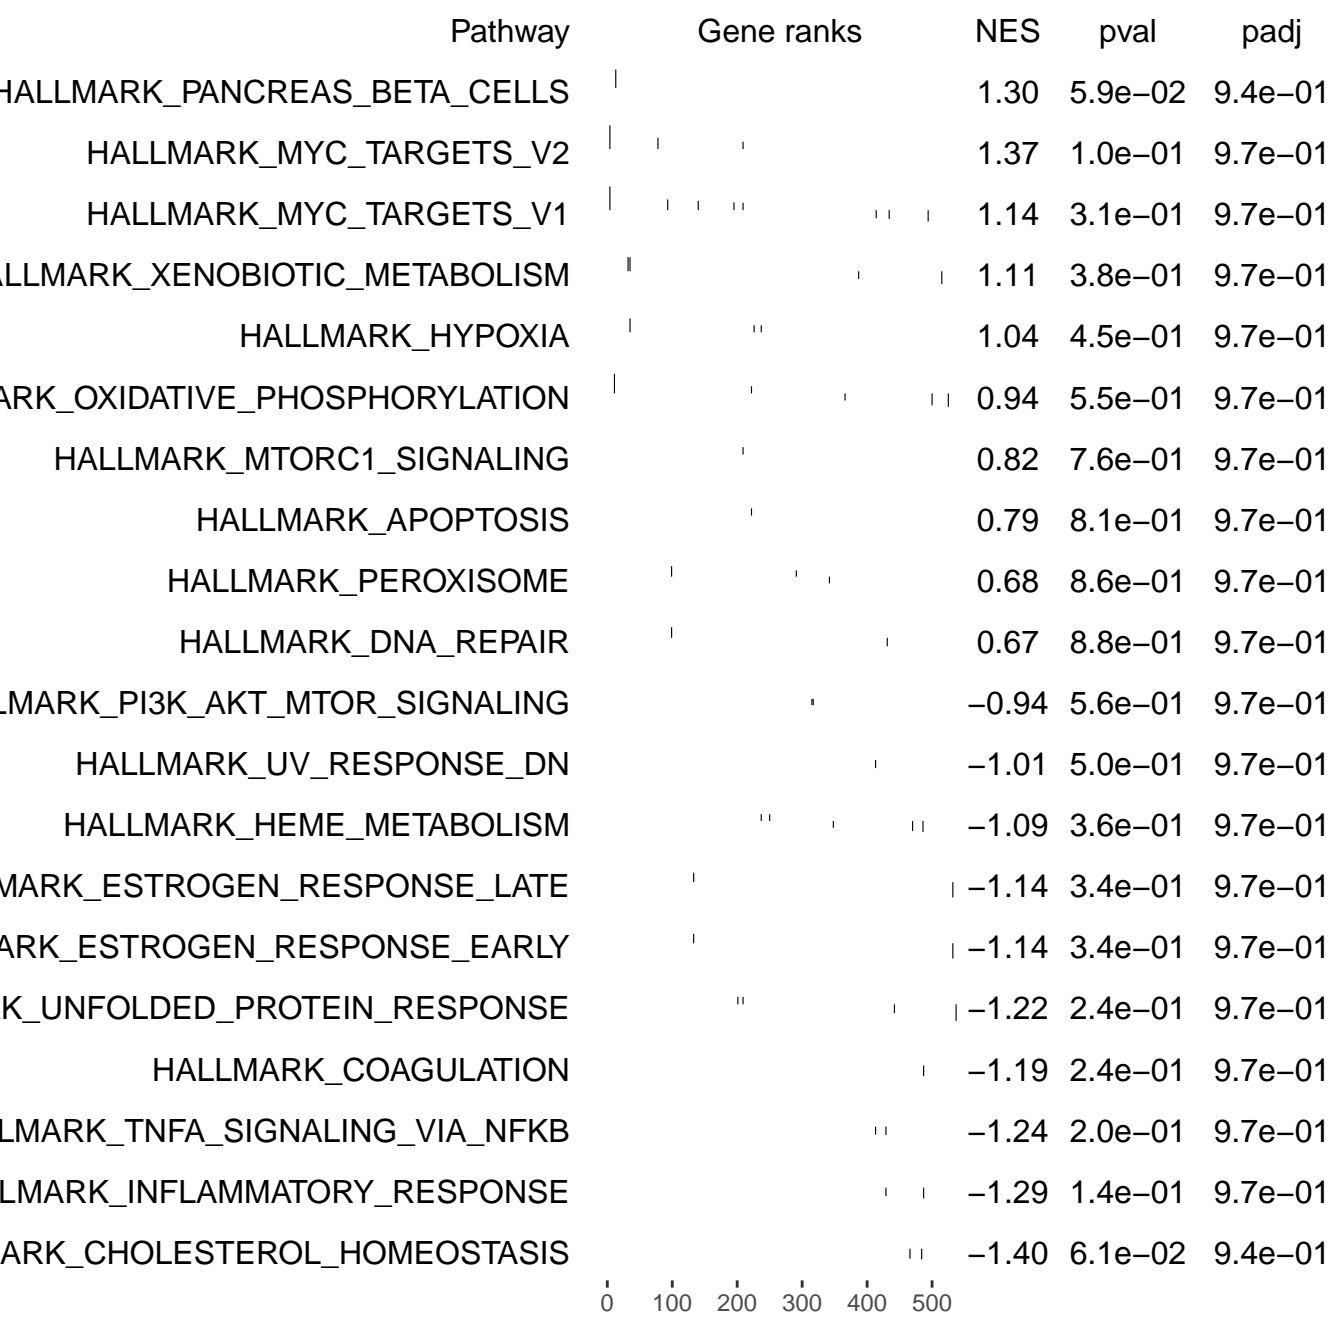 Pathway Gene ranks NES pval padj
HALLMARK_PANCREAS_BETA_CELLS 1.30 5.9e−02 9.4e−01
HALLMARK_MYC_TARGETS_V2 1.37 1.0e−01 9.7e−01
HALLMARK_MYC_TARGETS_V1 1.14 3.1e−01 9.7e−01
ALLMARK_XENOBIOTIC_METABOLISM 1.11 3.8e−01 9.7e−01
HALLMARK_HYPOXIA 1.04 4.5e−01 9.7e−01
ARK_OXIDATIVE_PHOSPHORYLATION 0.94 5.5e−01 9.7e−01
HALLMARK_MTORC1_SIGNALING 0.82 7.6e−01 9.7e−01
HALLMARK_APOPTOSIS 0.79 8.1e−01 9.7e−01
HALLMARK_PEROXISOME 0.68 8.6e−01 9.7e−01
HALLMARK_DNA_REPAIR 0.67 8.8e−01 9.7e−01
LMARK_PI3K_AKT_MTOR_SIGNALING −0.94 5.6e−01 9.7e−01
HALLMARK_UV_RESPONSE_DN −1.01 5.0e−01 9.7e−01
HALLMARK_HEME_METABOLISM −1.09 3.6e−01 9.7e−01
MARK_ESTROGEN_RESPONSE_LATE −1.14 3.4e−01 9.7e−01
ARK_ESTROGEN_RESPONSE_EARLY −1.14 3.4e−01 9.7e−01
K_UNFOLDED_PROTEIN_RESPONSE −1.22 2.4e−01 9.7e−01
HALLMARK_COAGULATION −1.19 2.4e−01 9.7e−01
LMARK_TNFA_SIGNALING_VIA_NFKB −1.24 2.0e−01 9.7e−01
LMARK_INFLAMMATORY_RESPONSE −1.29 1.4e−01 9.7e−01
ARK_CHOLESTEROL_HOMEOSTASIS −1.40 6.1e−02 9.4e−01
0 100 200 300 400 500